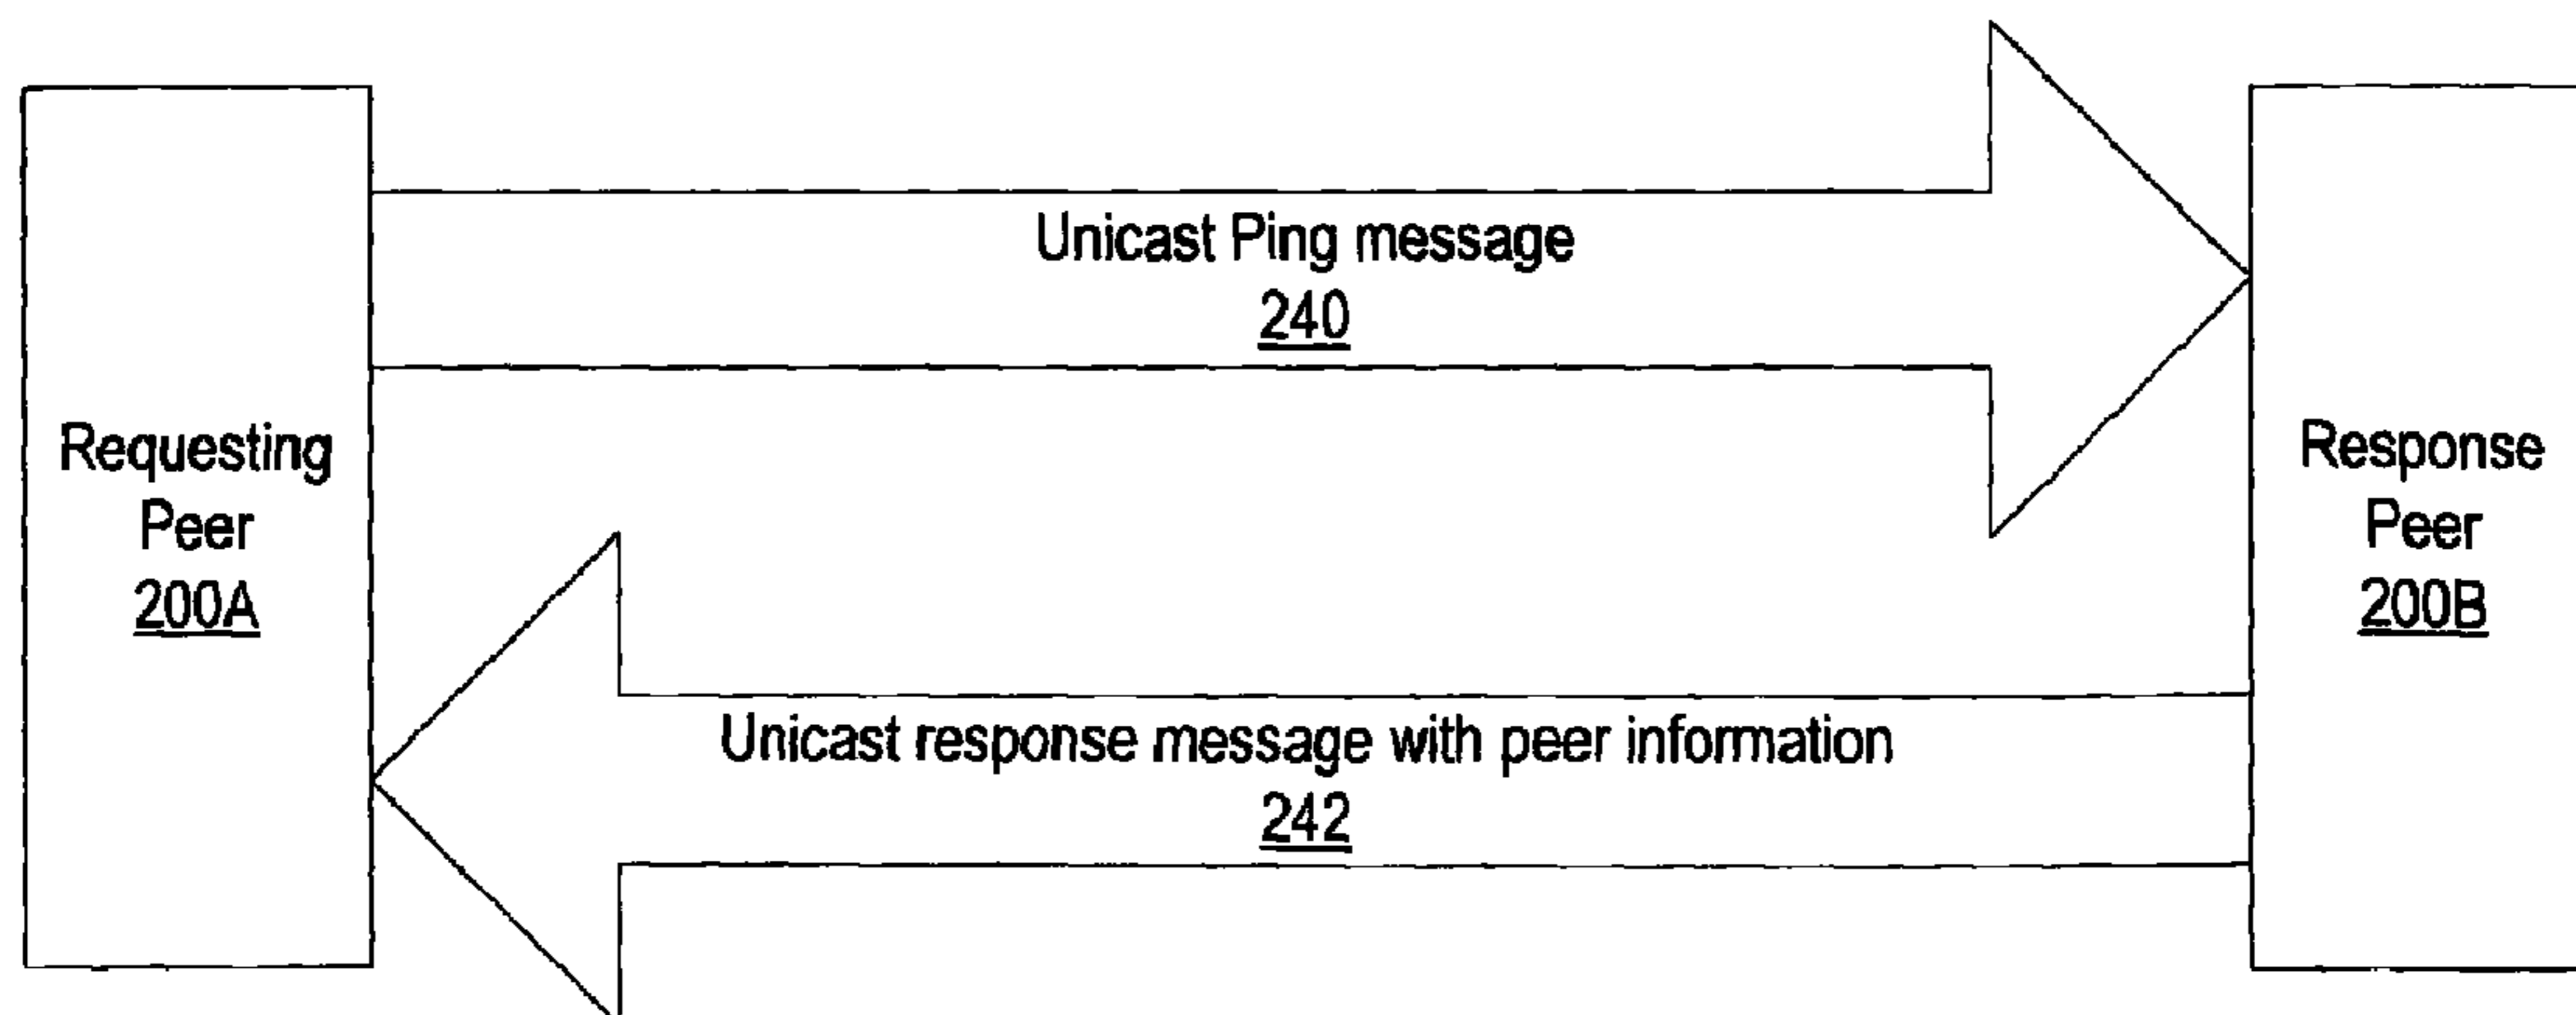 Unicast Ping message
240
Requesting
Peer
200A
Response
Peer
200B
Unicast response message with peer information
242